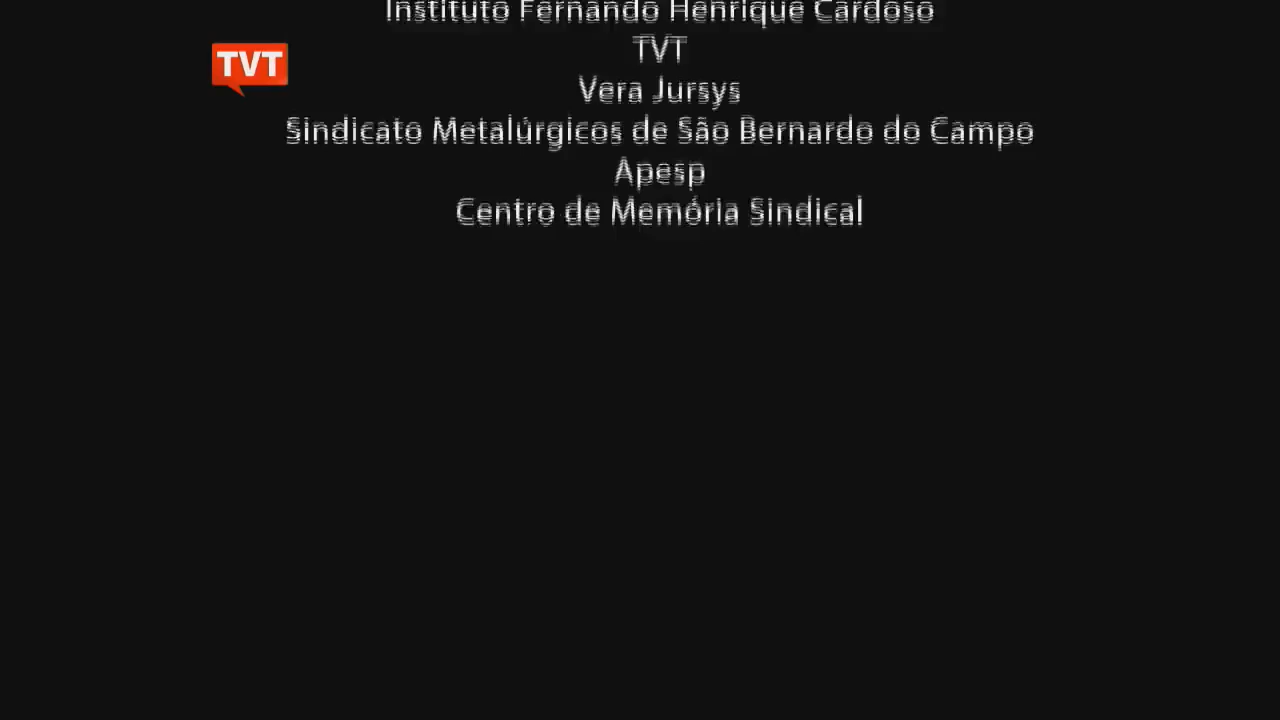 Instituto Fernando Henrique Cardoso
TVT
TVT
Vera Jursys
Sindicato Metalúrgicos de São Bernardo do Campo
Apesp
Centro de Memória Sindical